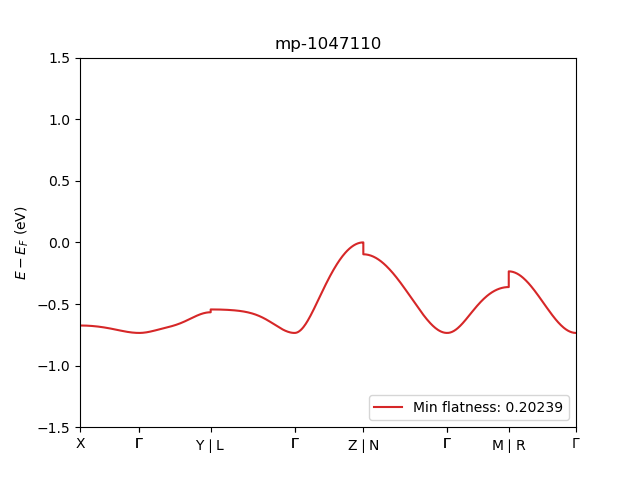 mp-1047110
E − E_F (eV)
1.5
1.0
0.5
0.0
−0.5
−1.0
−1.5
X Γ Y | L Γ Z | N Γ M | R Γ
Min flatness: 0.20239